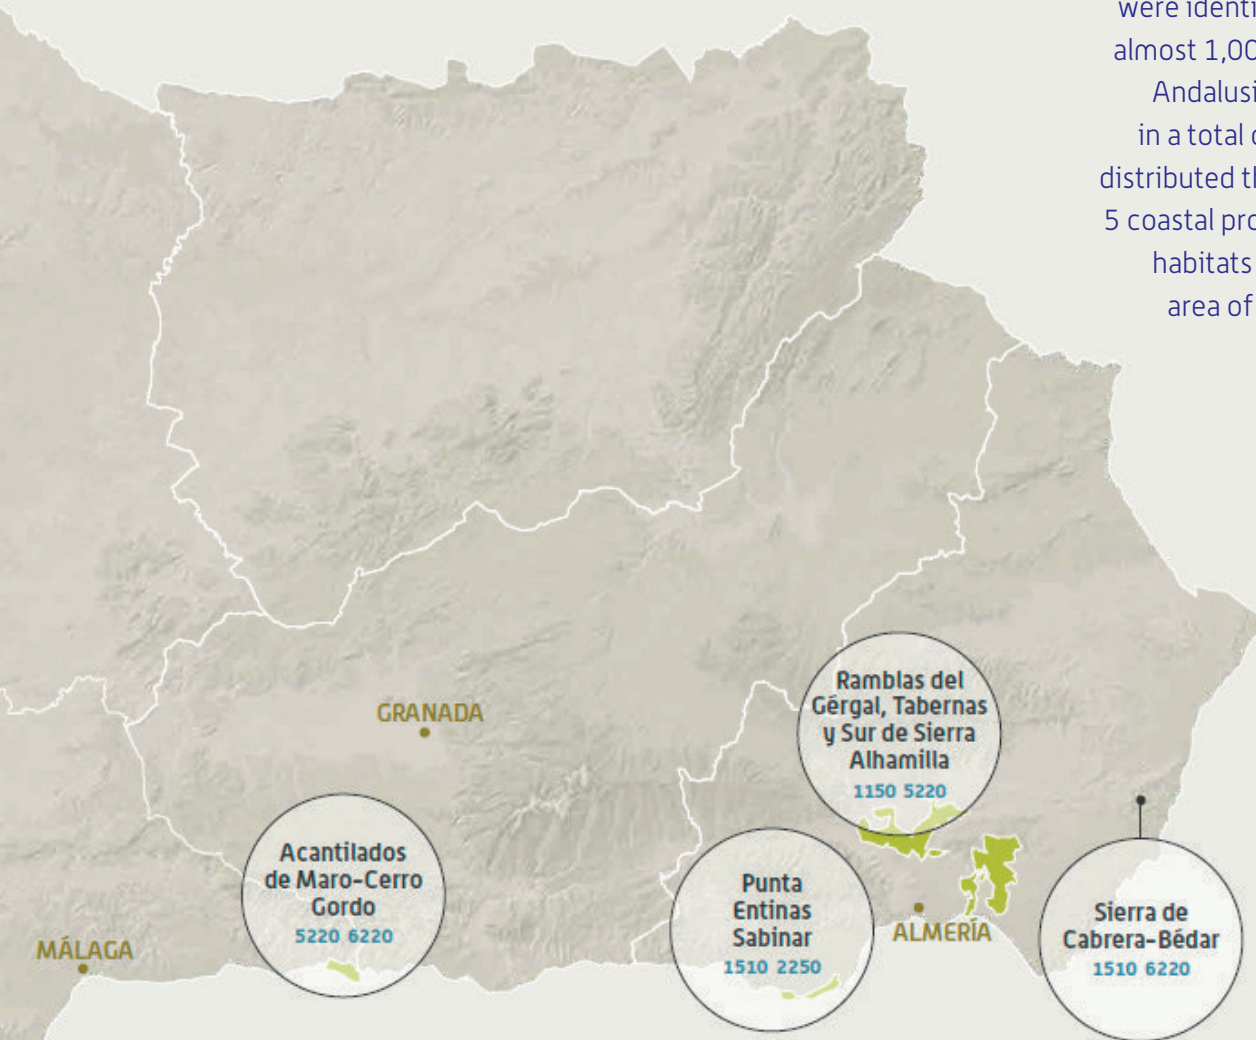 were identi
almost 1,00
Andalusi
in a total
distributed th
5 coastal pro
habitats
area of
Ramblas del
Gérgal, Tabernas
y Sur de Sierra
Alhamilla
1150 5220
GRANADA
Acantilados
de Maro-Cerro
Gordo
5220 6220
Punta
Entinas
Sabinar
1510 2250
ALMERÍA
Sierra de
Cabrera-Bédar
1510 6220
MÁLAGA